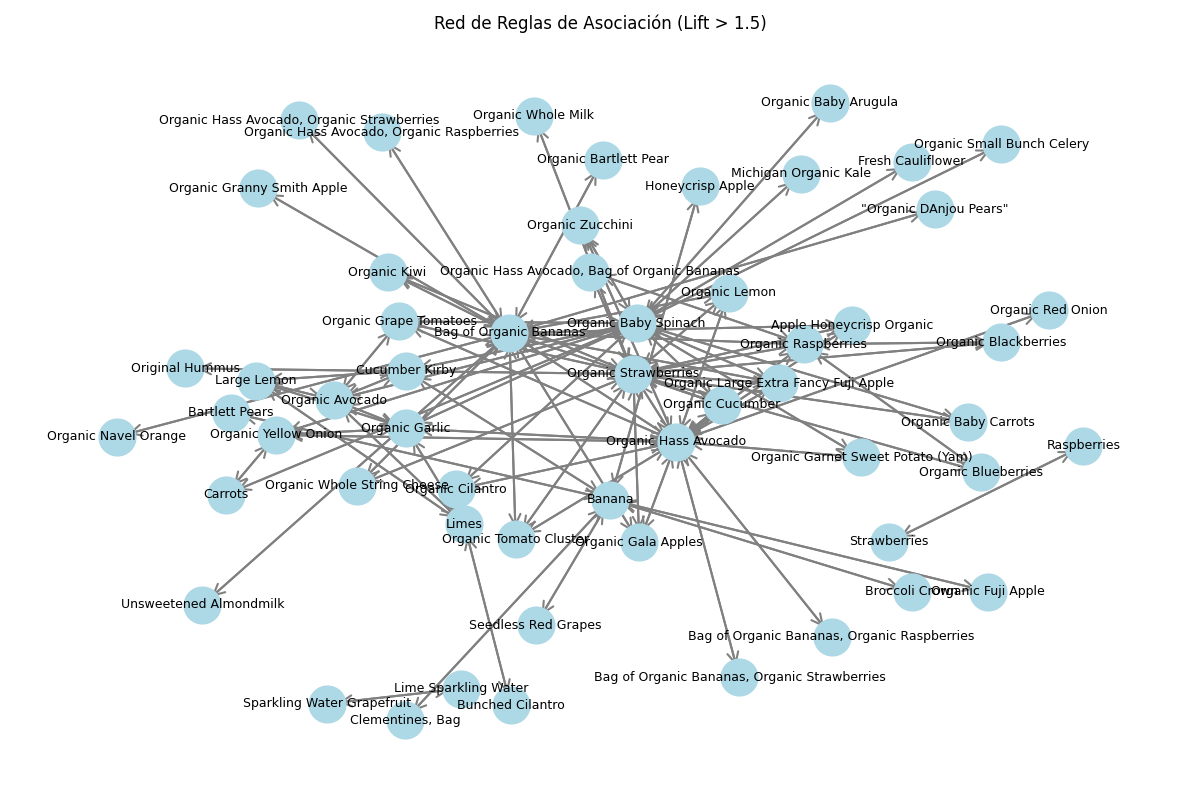 Red de Reglas de Asociación (Lift > 1.5)
Organic Baby Arugula
Organic Whole Milk
Organic Hass Avocado, Organic Strawberries
Organic Hass Avocado, Organic Raspberries
Organic Small Bunch Celery
Organic Bartlett Pear
Fresh Cauliflower
Michigan Organic Kale
Honeycrisp Apple
Organic Granny Smith Apple
"Organic DAnjou Pears"
Organic Zucchini
Organic Kiwi
Organic Hass Avocado, Bag of Organic Bananas
Organic Lemon
Organic Red Onion
Organic Grape Tomatoes
Organic Baby Spinach
Apple Honeycrisp Organic
Bag of Organic Bananas
Organic Raspberries
Organic Blackberries
Original Hummus
Cucumber Kirby
Organic Strawberries
Large Lemon
Organic Large Extra Fancy Fuji Apple
Organic Avocado
Organic Cucumber
Bartlett Pears
Organic Baby Carrots
Organic Garlic
Organic Navel Orange
Organic Yellow Onion
Organic Hass Avocado
Raspberries
Organic Garnet Sweet Potato (Yam)
Organic Blueberries
Organic Whole String Cheese
Organic Cilantro
Carrots
Banana
Limes
Organic Tomato Cluster
Organic Gala Apples
Strawberries
Broccoli Crown
Organic Fuji Apple
Unsweetened Almondmilk
Seedless Red Grapes
Bag of Organic Bananas, Organic Raspberries
Bag of Organic Bananas, Organic Strawberries
Lime Sparkling Water
Sparkling Water Grapefruit
Bunched Cilantro
Clementines, Bag